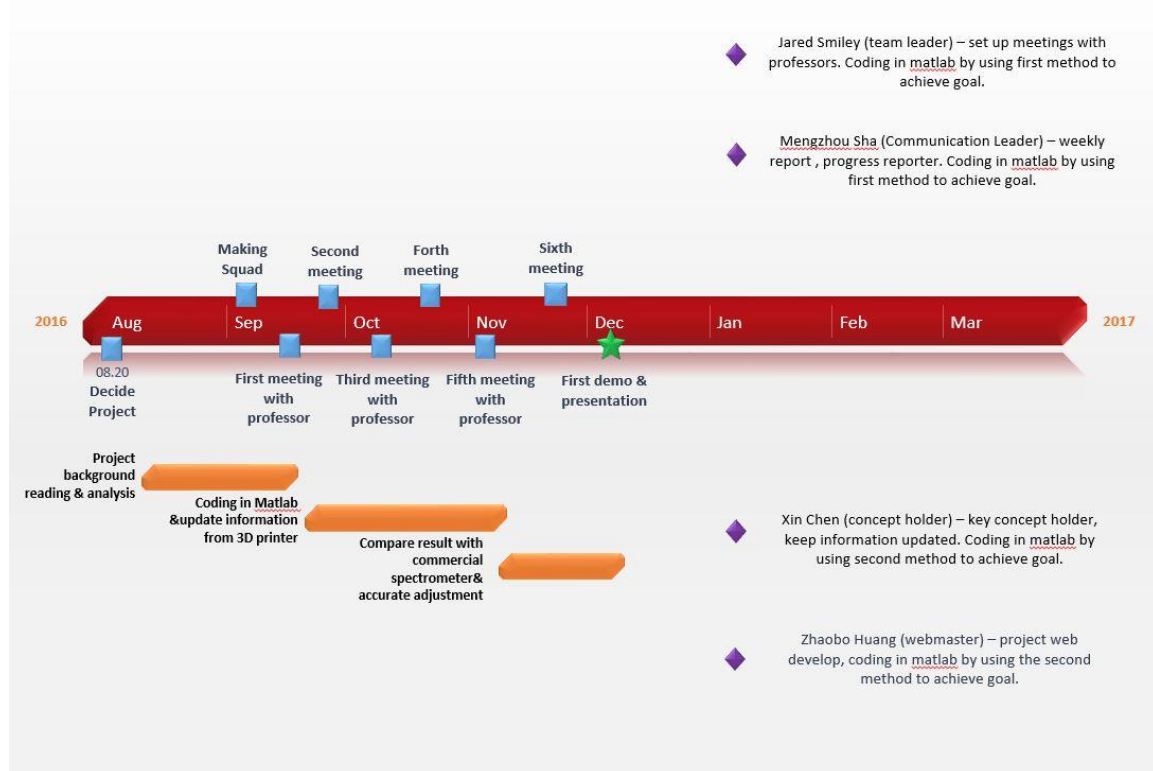 Jared Smiley (team leader) – set up meetings with
professors. Coding in matlab by using first method to
achieve goal.
Mengzhou Sha (Communication Leader) – weekly
report , progress reporter. Coding in matlab by using
first method to achieve goal.
Making
Squad
Second
meeting
Forth
meeting
Sixth
meeting
2016
Aug
Sep
Oct
Nov
Dec
Jan
Feb
Mar
2017
08.20
Decide
Project
First meeting
with
professor
Third meeting
with
professor
Fifth meeting
with
professor
First demo &
presentation
Project
background
reading & analysis
Coding in Matlab
&update information
from 3D printer
Compare result with
commercial
spectrometer&
accurate adjustment
Xin Chen (concept holder) – key concept holder,
keep information updated. Coding in matlab by
using second method to achieve goal.
Zhaobo Huang (webmaster) – project web
develop, coding in matlab by using the second
method to achieve goal.